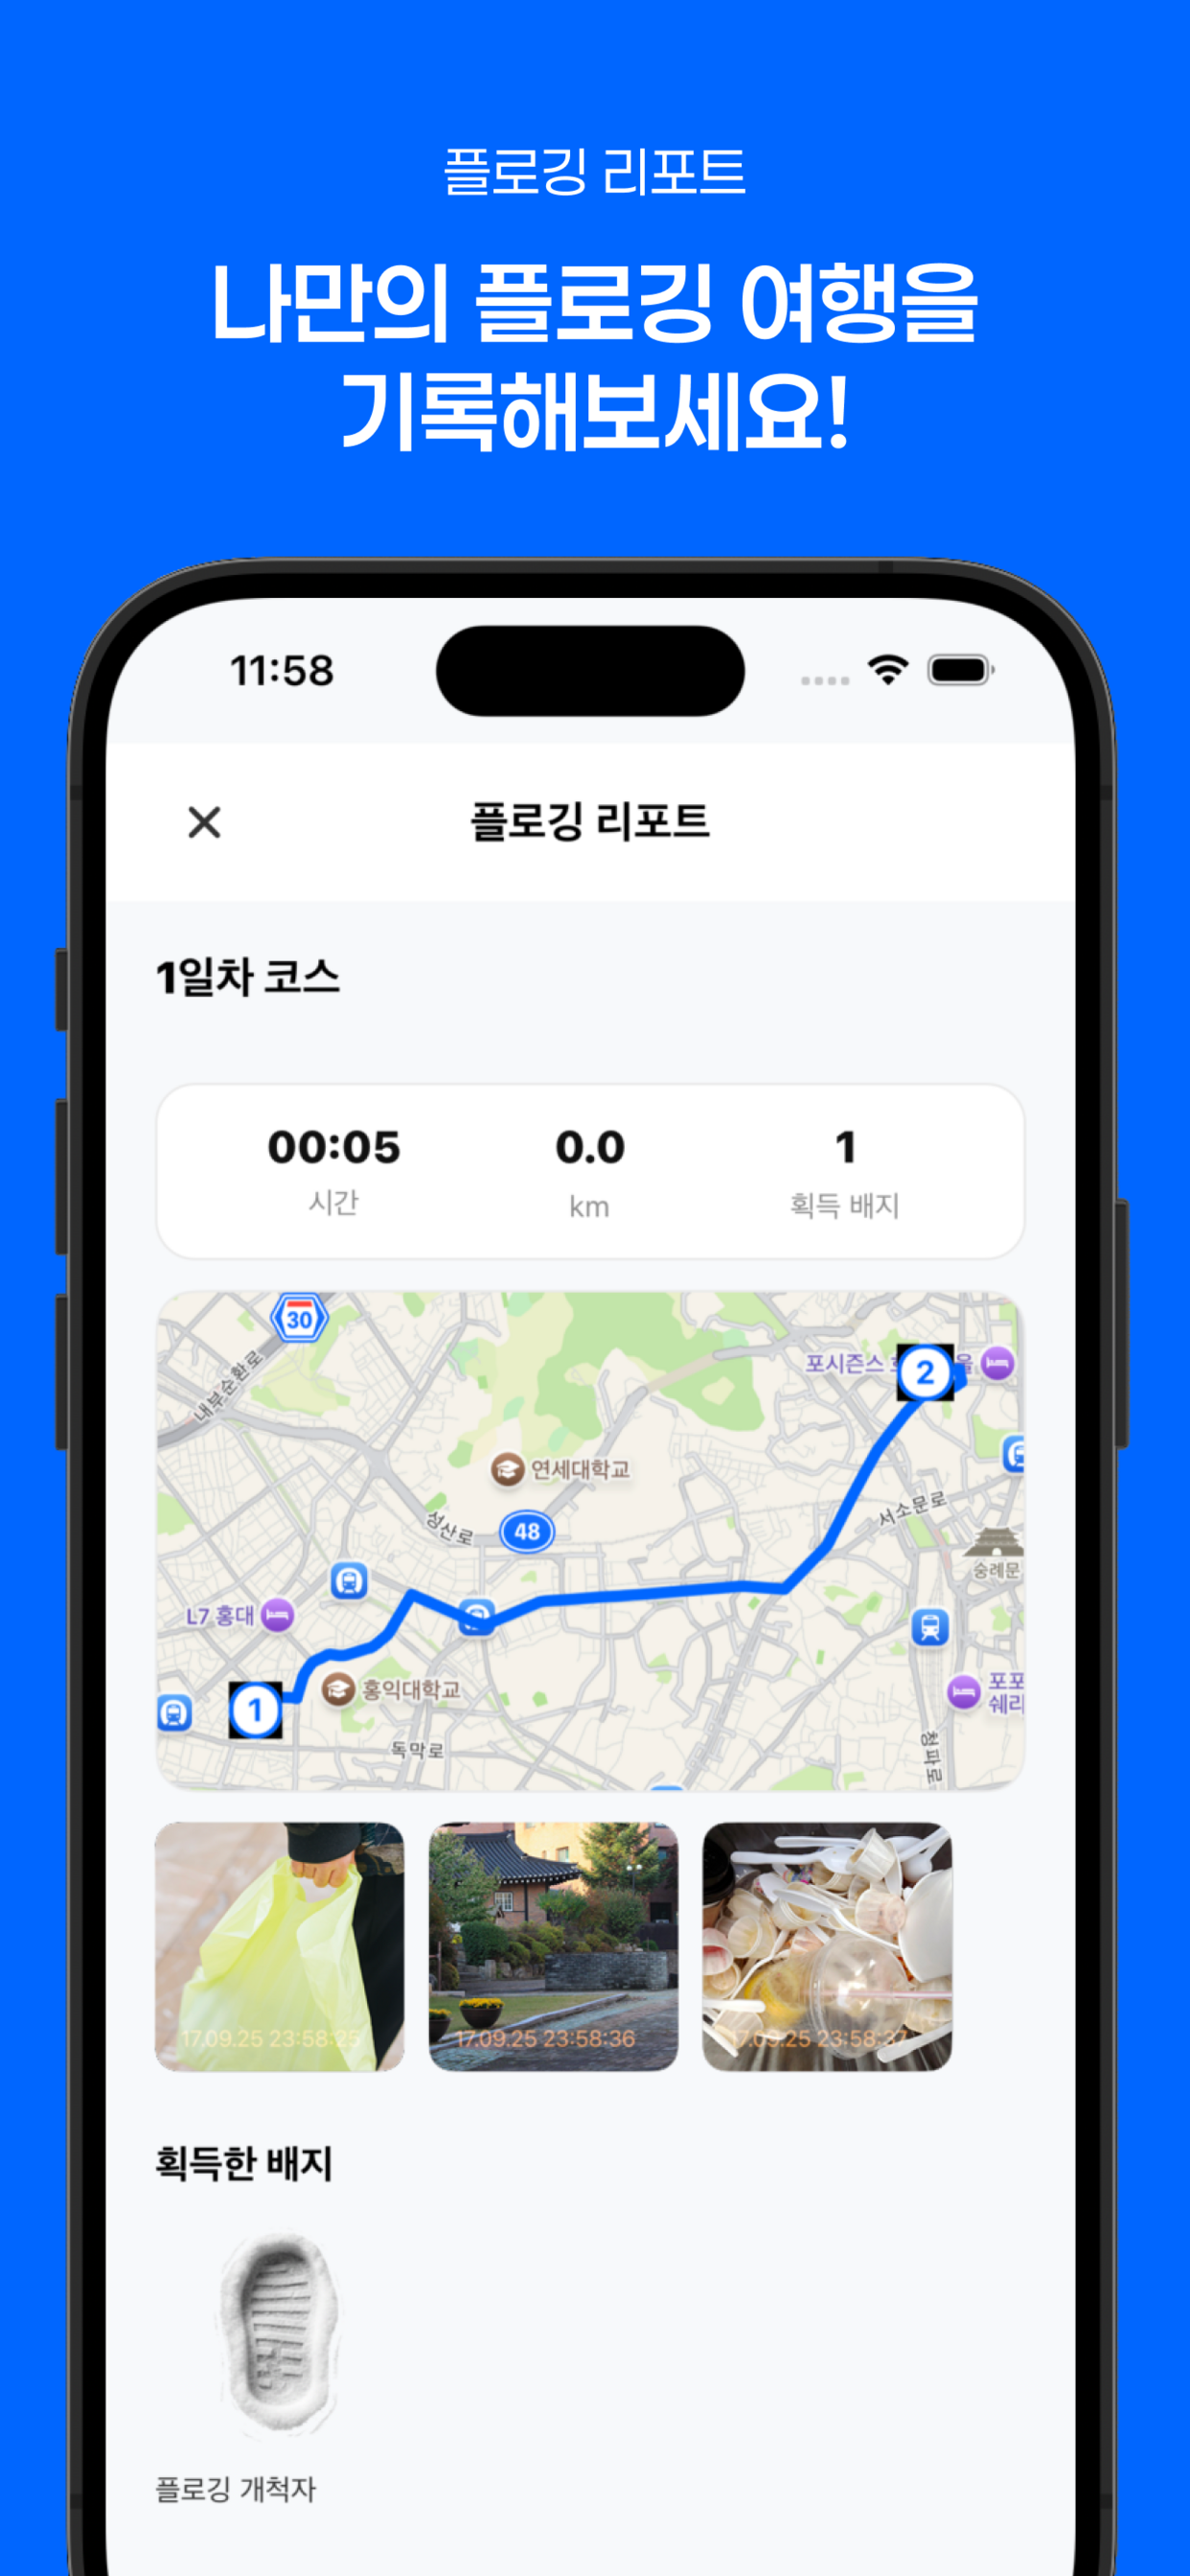 플로깅 리포트
나만의 플로깅 여행을
기록해보세요!
11:58
플로깅 리포트
1일차 코스
00:05
0.0
1
시간
km
획득 배지
30
내부순환로
포시즌스
울
2
연세대학교
48
성산로
서소문로
숭례문
L7 홍대
홍익대학교
1
포포
쉐라
독막로
청파로
17.09.25 23:58:25
17.09.25 23:58:36
17.09.25 23:58:37
획득한 배지
플로깅 개척자